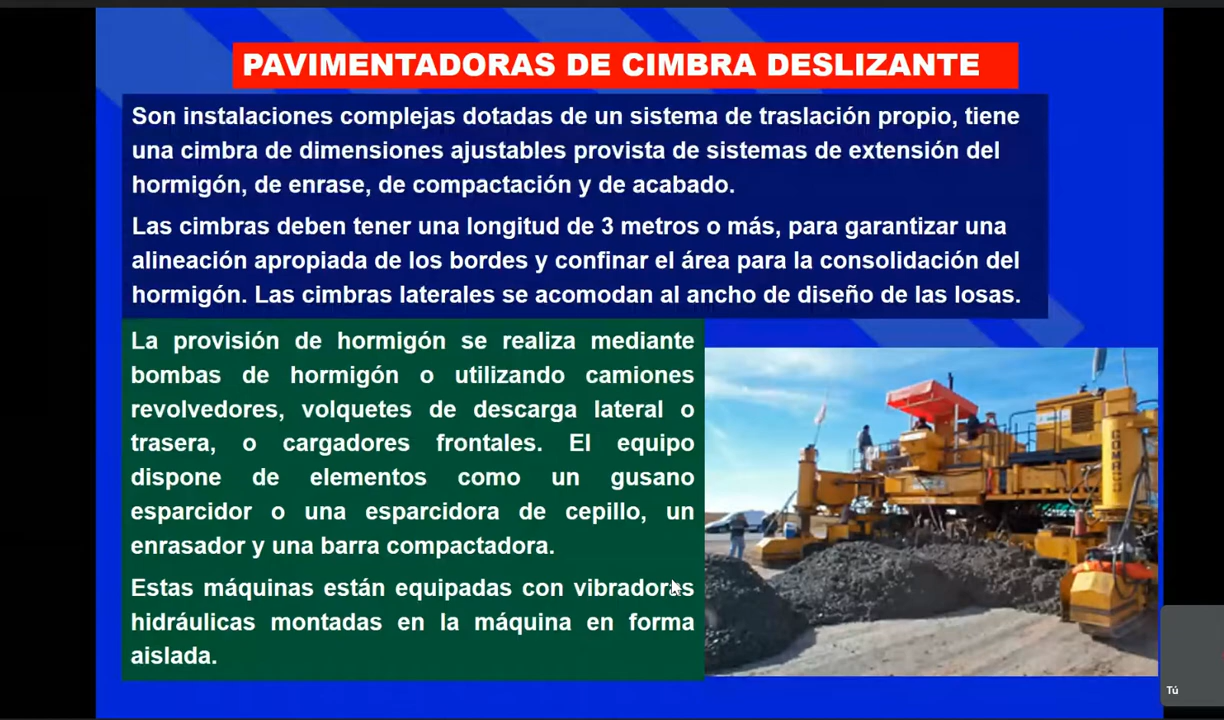 PAVIMENTADORAS DE CIMBRA DESLIZANTE
Son instalaciones complejas dotadas de un sistema de traslación propio, tiene
una cimbra de dimensiones ajustables provista de sistemas de extensión del
hormigón, de enrase, de compactación y de acabado.
Las cimbras deben tener una longitud de 3 metros o más, para garantizar una
alineación apropiada de los bordes y confinar el área para la consolidación del
hormigón. Las cimbras laterales se acomodan al ancho de diseño de las losas.
La provisión de hormigón se realiza mediante
bombas de hormigón o utilizando camiones
revolvedores, volquetes de descarga lateral o
trasera, o cargadores frontales. El equipo
dispone de elementos como un gusano
esparcidor o una esparcidora de cepillo, un
enrasador y una barra compactadora.
Estas máquinas están equipadas con vibradores
hidráulicas montadas en la máquina en forma
aislada.
GOMACO
Tú